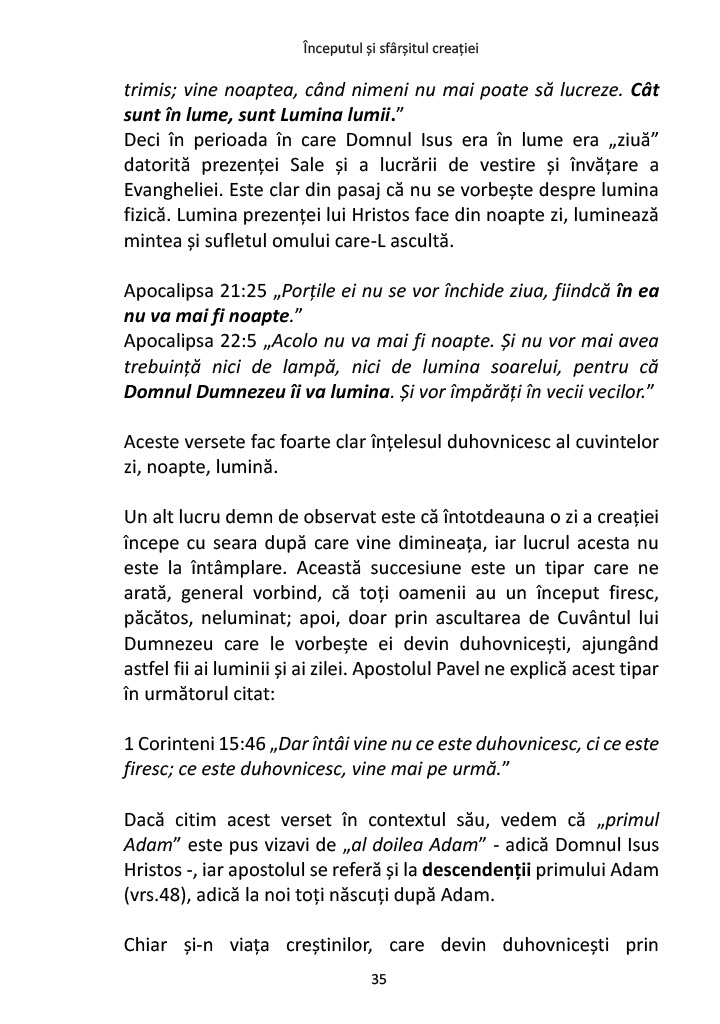 Începutul și sfârșitul creației
trimis; vine noaptea, când nimeni nu mai poate să lucreze. Cât
sunt în lume, sunt Lumina lumii.”
Deci în perioada în care Domnul Isus era în lume era „ziuă”
datorită prezenței Sale și a lucrării de vestire și învățare a
Evangheliei. Este clar din pasaj că nu se vorbește despre lumina
fizică. Lumina prezenței lui Hristos face din noapte zi, luminează
mintea și sufletul omului care-L ascultă.
Apocalipsa 21:25 „Porțile ei nu se vor închide ziua, fiindcă în ea
nu va mai fi noapte.”
Apocalipsa 22:5 „Acolo nu va mai fi noapte. Și nu vor mai avea
trebuință nici de lampă, nici de lumina soarelui, pentru că
Domnul Dumnezeu îi va lumina. Și vor împărăți în vecii vecilor.”
Aceste versete fac foarte clar înțelesul duhovnicesc al cuvintelor
zi, noapte, lumină.
Un alt lucru demn de observat este că întotdeauna o zi a creației
începe cu seara după care vine dimineața, iar lucrul acesta nu
este la întâmplare. Această succesiune este un tipar care ne
arată, general vorbind, că toți oamenii au un început firesc,
păcătos, neluminat; apoi, doar prin ascultarea de Cuvântul lui
Dumnezeu care le vorbește ei devin duhovnicești, ajungând
astfel fii ai luminii și ai zilei. Apostolul Pavel ne explică acest tipar
în următorul citat:
1 Corinteni 15:46 „Dar întâi vine nu ce este duhovnicesc, ci ce este
firesc; ce este duhovnicesc, vine mai pe urmă.”
Dacă citim acest verset în contextul său, vedem că „primul
Adam” este pus vizavi de „al doilea Adam” - adică Domnul Isus
Hristos -, iar apostolul se referă și la descendenții primului Adam
(vrs.48), adică la noi toți născuți după Adam.
Chiar și-n viața creștinilor, care devin duhovnicești prin
35